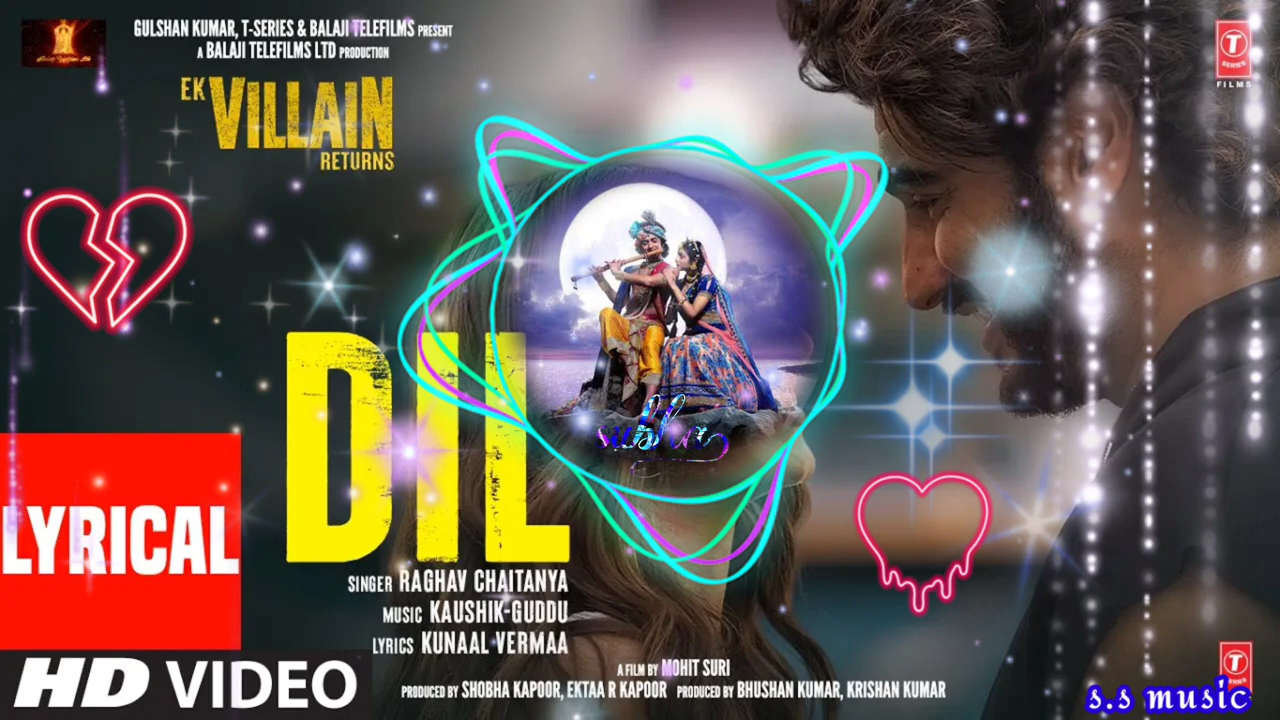 GULSHAN KUMAR, T-SERIES & BALAJI TELEFILMS PRESENT
A BALAJI TELEFILMS LTD PRODUCTION
EK VILLAIN
RETURNS
T
SERIES
FILMS
DIL
LYRICAL
SINGER RAGHAV CHAITANYA
MUSIC KAUSHIK-GUDDU
LYRICS KUNAAL VERMAA
HD VIDEO
A FILM BY MOHIT SURI
PRODUCED BY SHOBHA KAPOOR, EKTAA R KAPOOR PRODUCED BY BHUSHAN KUMAR, KRISHAN KUMAR
T
SERIES
s.s music